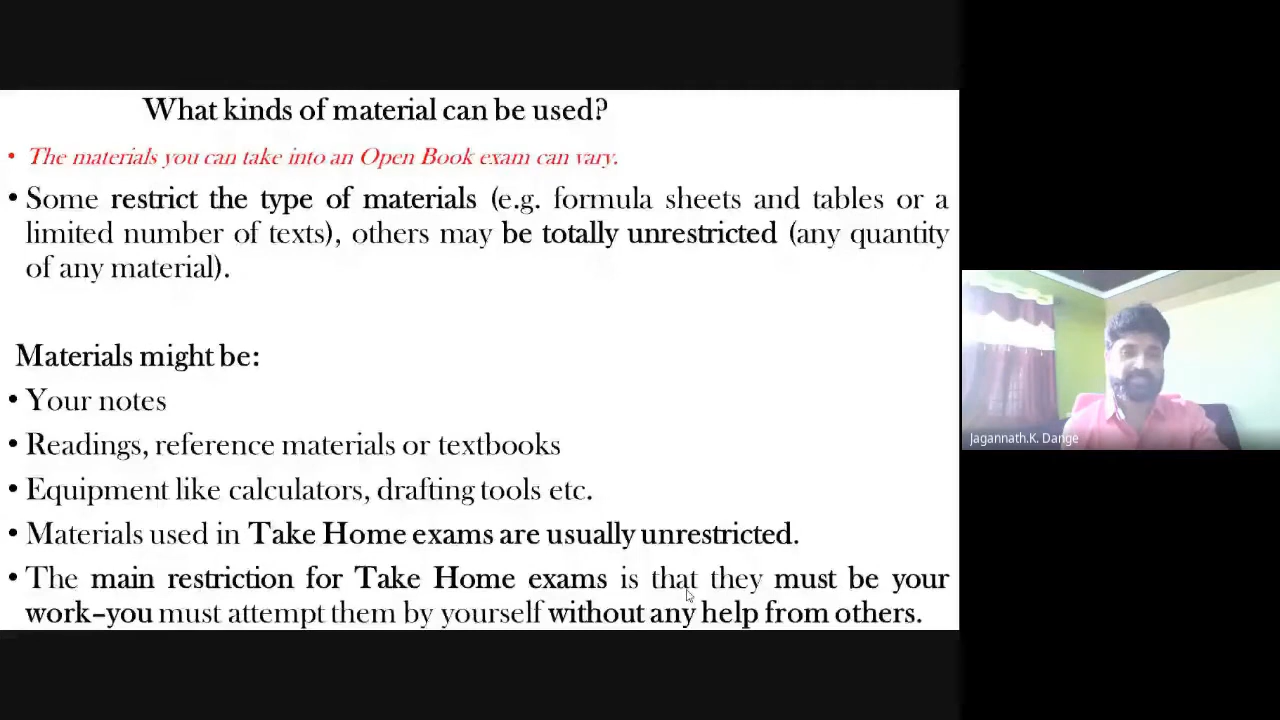 What kinds of material can be used?
• The materials you can take into an Open Book exam can vary.
• Some restrict the type of materials (e.g. formula sheets and tables or a
limited number of texts), others may be totally unrestricted (any quantity
of any material).
Materials might be:
• Your notes
• Readings, reference materials or textbooks
• Equipment like calculators, drafting tools etc.
• Materials used in Take Home exams are usually unrestricted.
• The main restriction for Take Home exams is that they must be your
work–you must attempt them by yourself without any help from others.
Jagannath.K. Dange